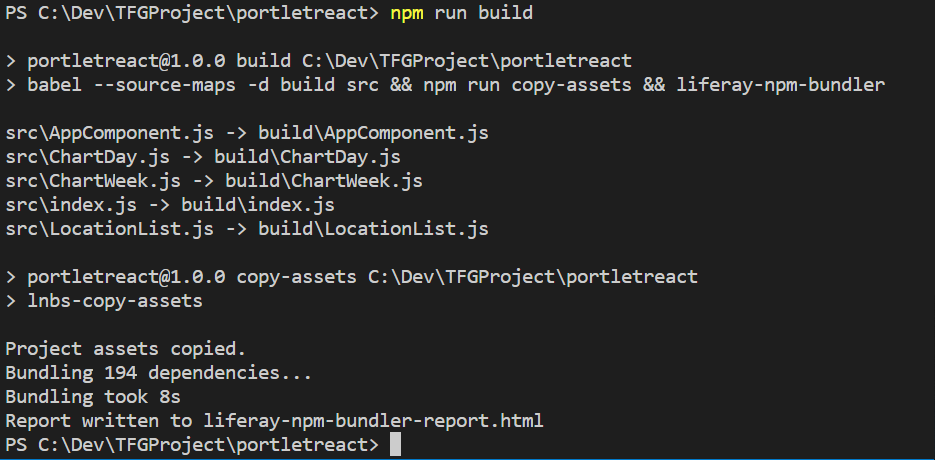 PS C:\Dev\TFGProject\portletreact> npm run build
> portletreact@1.0.0 build C:\Dev\TFGProject\portletreact
> babel --source-maps -d build src && npm run copy-assets && liferay-npm-bundler
src\AppComponent.js -> build\AppComponent.js
src\ChartDay.js -> build\ChartDay.js
src\ChartWeek.js -> build\ChartWeek.js
src\index.js -> build\index.js
src\LocationList.js -> build\LocationList.js
> portletreact@1.0.0 copy-assets C:\Dev\TFGProject\portletreact
> lnbs-copy-assets
Project assets copied.
Bundling 194 dependencies...
Bundling took 8s
Report written to liferay-npm-bundler-report.html
PS C:\Dev\TFGProject\portletreact>